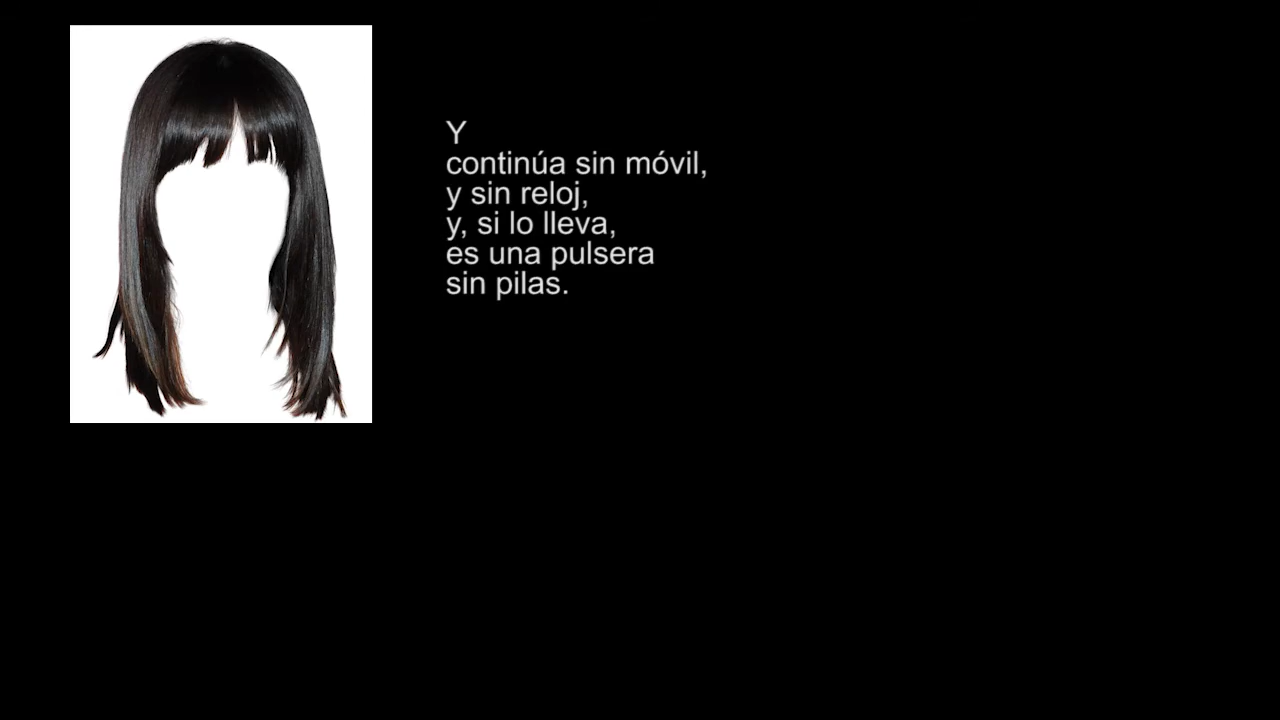 Y
continúa sin móvil,
y sin reloj,
y, si lo lleva,
es una pulsera
sin pilas.